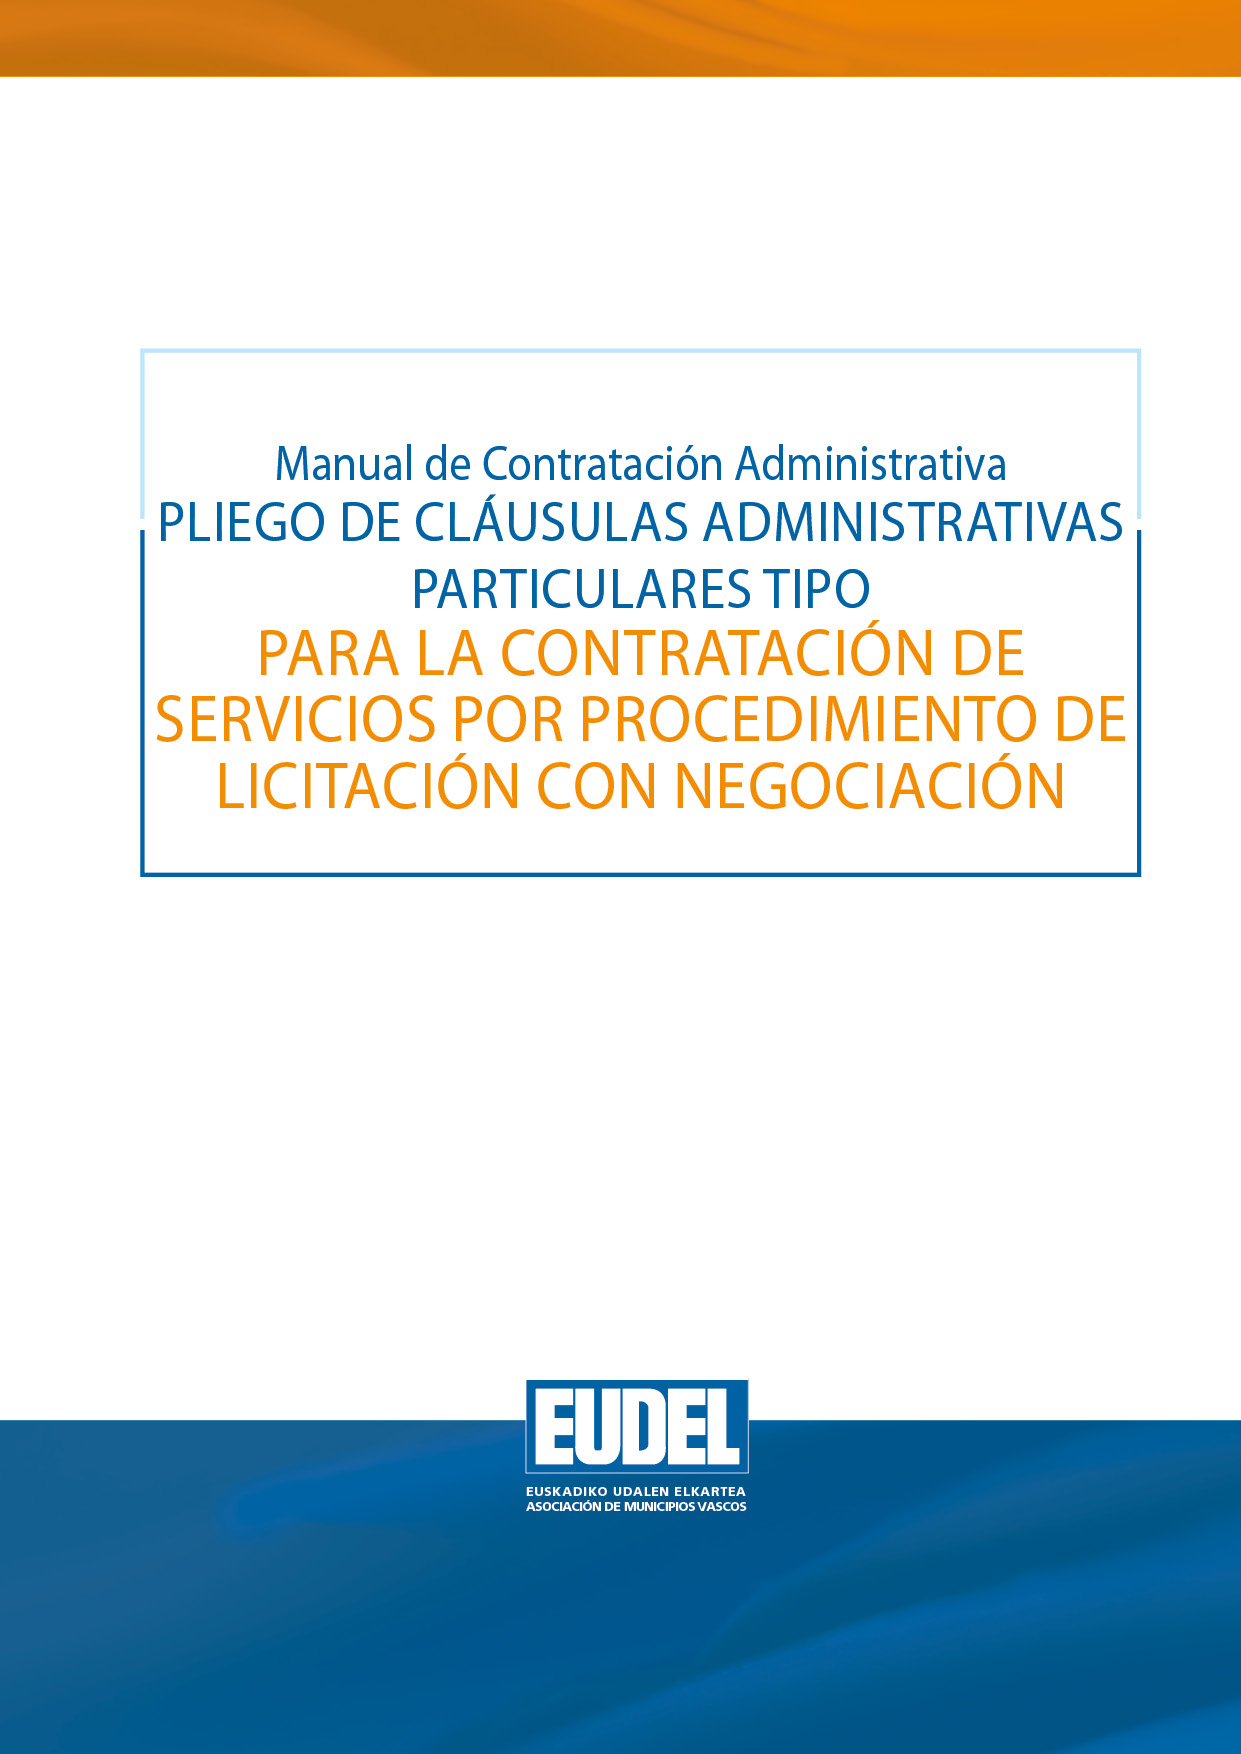 Manual de Contratación Administrativa
PLIEGO DE CLÁUSULAS ADMINISTRATIVAS
PARTICULARES TIPO
PARA LA CONTRATACIÓN DE
SERVICIOS POR PROCEDIMIENTO DE
LICITACIÓN CON NEGOCIACIÓN
EUDEL
EUSKADIKO UDALEN ELKARTEA
ASOCIACIÓN DE MUNICIPIOS VASCOS